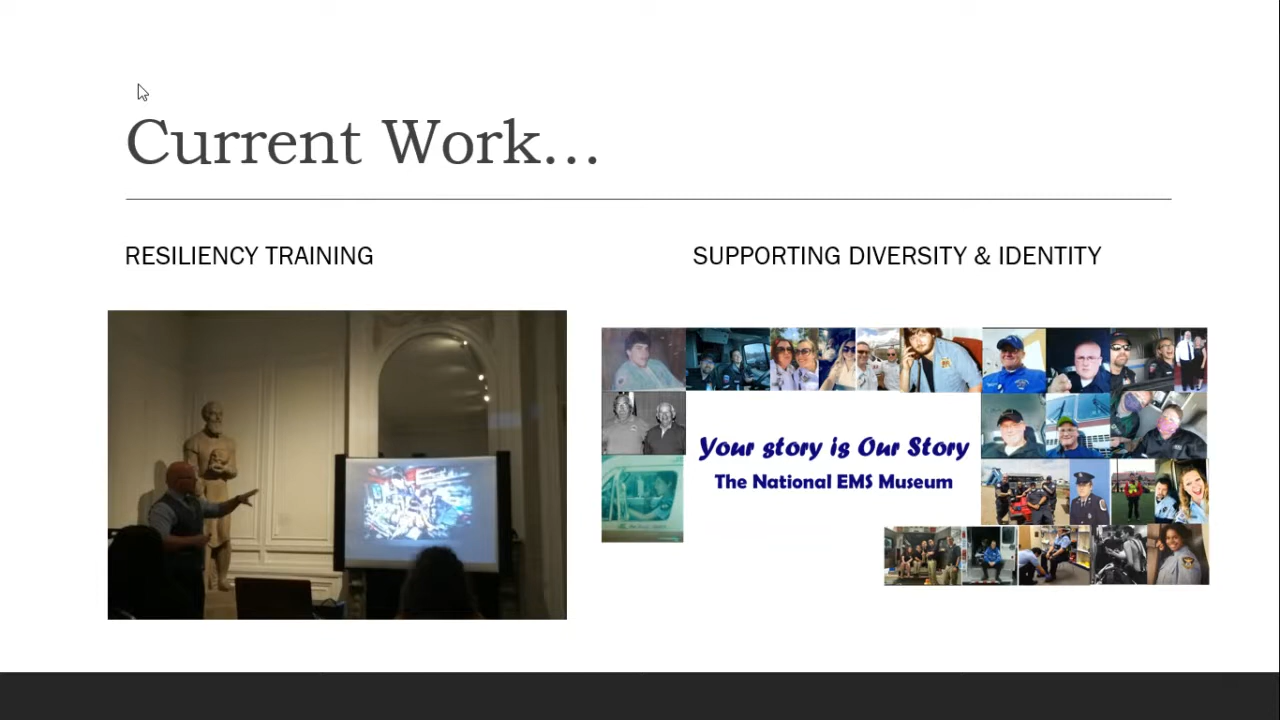 Current Work...
RESILIENCY TRAINING
SUPPORTING DIVERSITY & IDENTITY
Your story is Our Story
The National EMS Museum